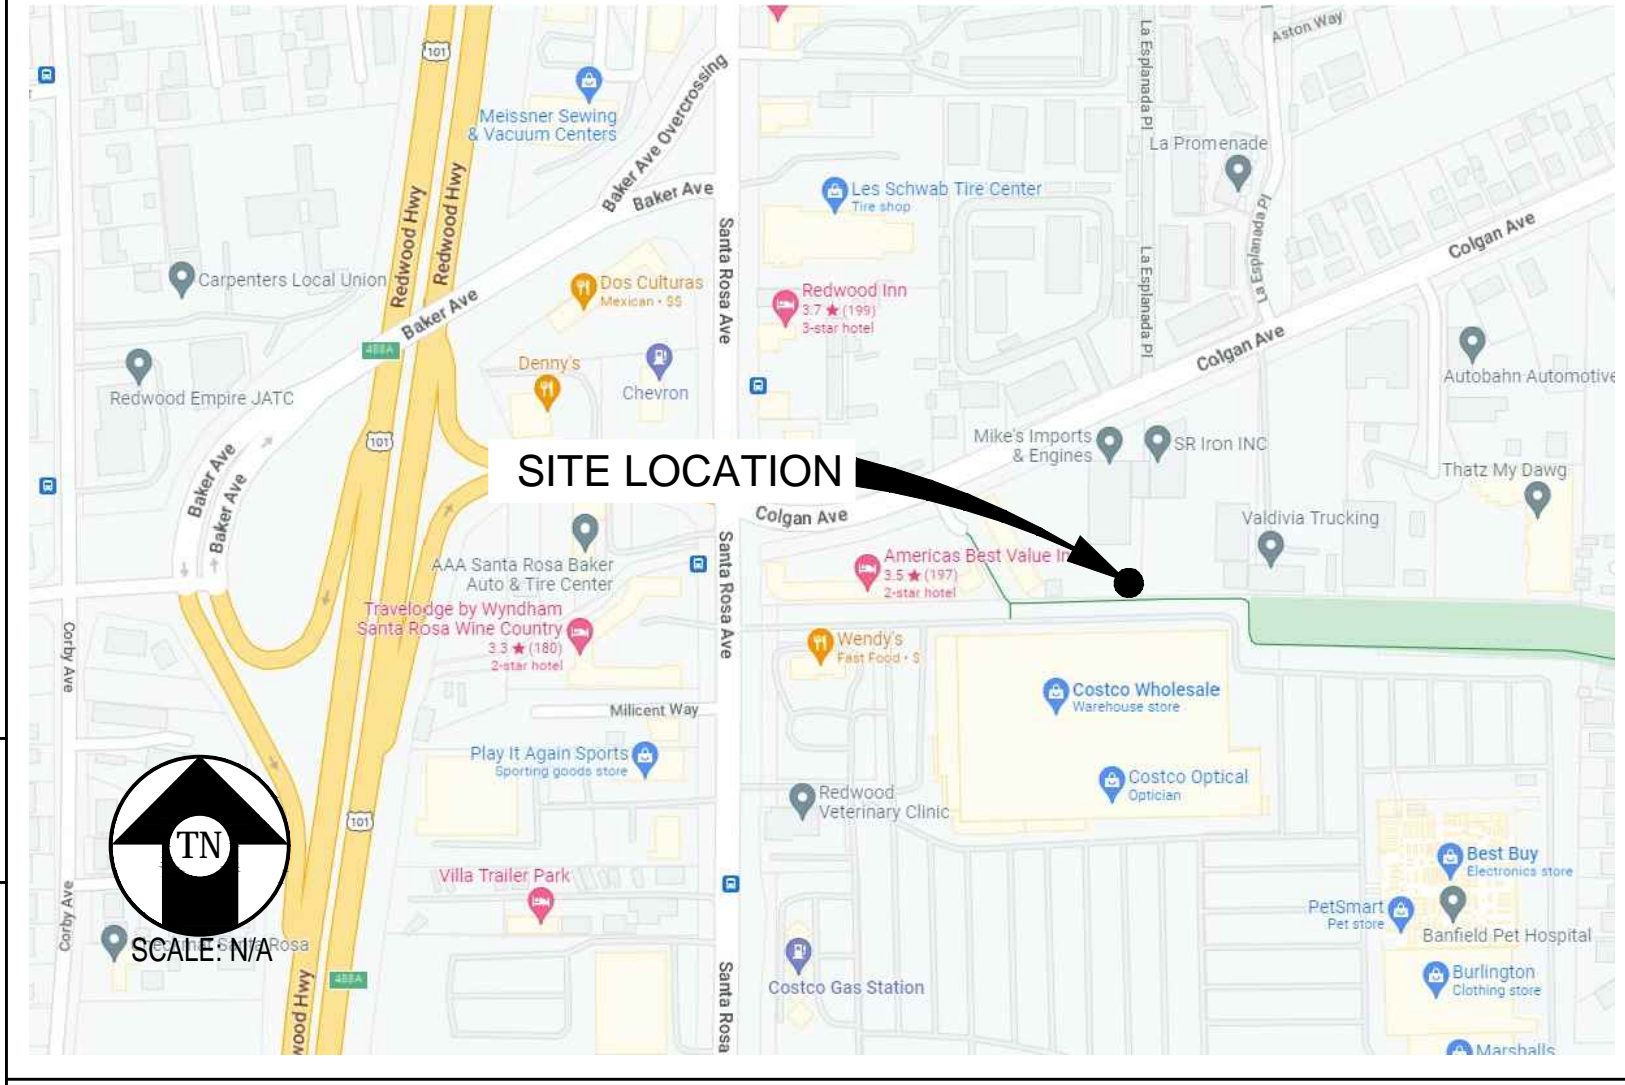 101
Aston Way
La Esplanada Pl
Meissner Sewing
& Vacuum Centers
Baker Ave Overcrossing
Baker Ave
La Promenade
Redwood Hwy
Redwood Hwy
Les Schwab Tire Center
Tire shop
La Esplanada Pl
Colgan Ave
Santa Rosa Ave
La Esplanada Pl
Carpenters Local Union
Dos Culturas
Mexican · $$
Redwood Inn
3.7 ★ (199)
3-star hotel
Baker Ave
488A
Colgan Ave
Denny's
Chevron
Redwood Empire JATC
Autobahn Automotive
101
Mike's Imports
& Engines
SR Iron INC
SITE LOCATION
Thatz My Dawg
Baker Ave
Baker Ave
Colgan Ave
Valdivia Trucking
AAA Santa Rosa Baker
Auto & Tire Center
Santa Rosa Ave
Americas Best Value In
3.5 ★ (197)
2-star hotel
Travelodge by Wyndham
Santa Rosa Wine Country
3.3 ★ (180)
2-star hotel
Corby Ave
Wendy's
Fast Food · $
Costco Wholesale
Warehouse store
Milicent Way
Play It Again Sports
Sporting goods store
Costco Optical
Optician
Redwood
Veterinary Clinic
101
TN
Best Buy
Electronics store
Villa Trailer Park
PetSmart
Pet store
Banfield Pet Hospital
Corby Ave
SCALE: N/A
Rosa
488A
Costco Gas Station
Burlington
Clothing store
Santa Rosa
wood Hwy
Marshalls